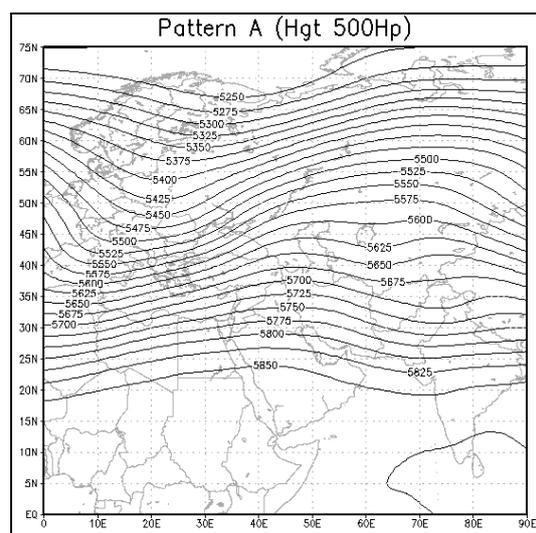 Pattern A (Hgt 500Hp)
75N
70N
65N
60N
55N
50N
45N
40N
35N
30N
25N
20N
15N
10N
5N
EQ
5250
5275
5300
5325
5350
5375
5400
5425
5450
5475
5500
5525
5550
5575
5600
5625
5650
5675
5700
5500
5525
5550
5575
5600
5625
5650
5675
5700
5725
5750
5775
5800
5850
5825
0 10E 20E 30E 40E 50E 60E 70E 80E 90E